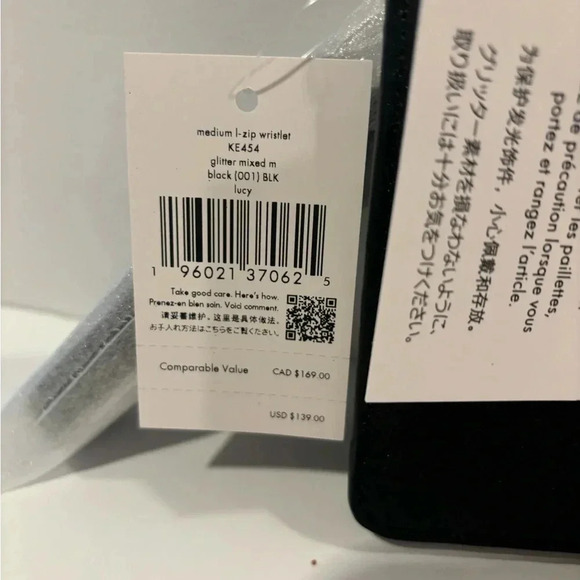 medium l-zip wristlet
KE454
glitter mixed m
black (001) BLK
lucy
1 96021 37062 5
Take good care. Here's how.
Prenez-en bien soin. Voici comment.
请妥善维护。这里是具体做法。
お手入れ方法はこちらをご覧ください。
Comparable Value CAD $169.00
USD $139.00
de précaution lorsque vous
les paillettes,
portez et rangez l'article.
为保护发光饰件，小心佩戴和存放。
グリッター素材を損なわないように、
取り扱いには十分お気をつけください。